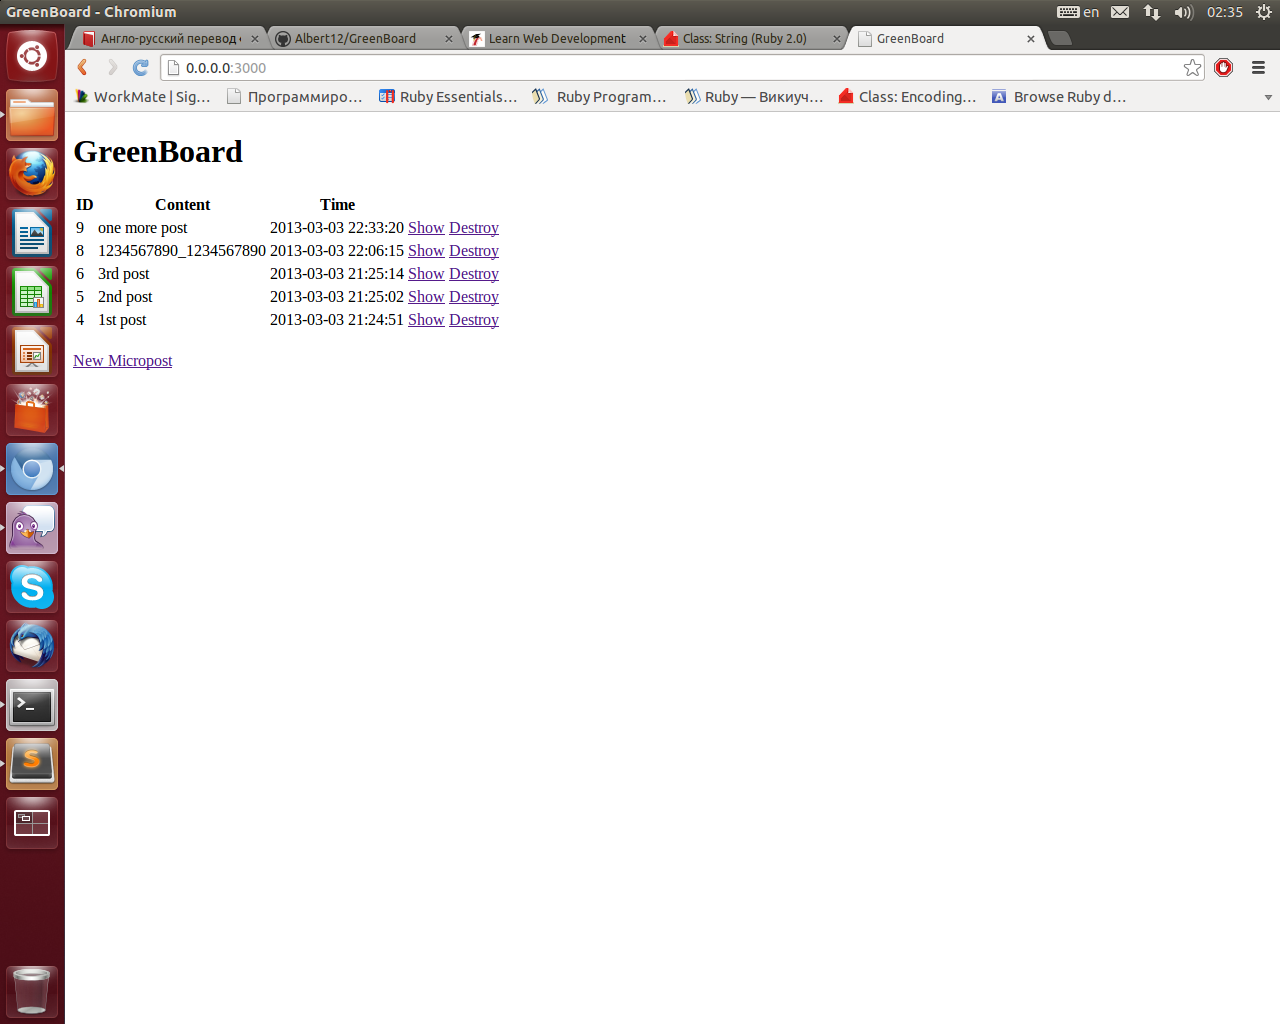 GreenBoard - Chromium
en
02:35
Англо-русский перевод
Albert12/GreenBoard
Learn Web Development
Class: String (Ruby 2.0)
GreenBoard
0.0.0.0:3000
WorkMate | Sig...
Программиро...
Ruby Essentials...
Ruby Program...
Ruby — Викиуч...
Class: Encoding...
Browse Ruby d...
GreenBoard
ID Content Time
9 one more post 2013-03-03 22:33:20 Show Destroy
8 1234567890_1234567890 2013-03-03 22:06:15 Show Destroy
6 3rd post 2013-03-03 21:25:14 Show Destroy
5 2nd post 2013-03-03 21:25:02 Show Destroy
4 1st post 2013-03-03 21:24:51 Show Destroy
New Micropost